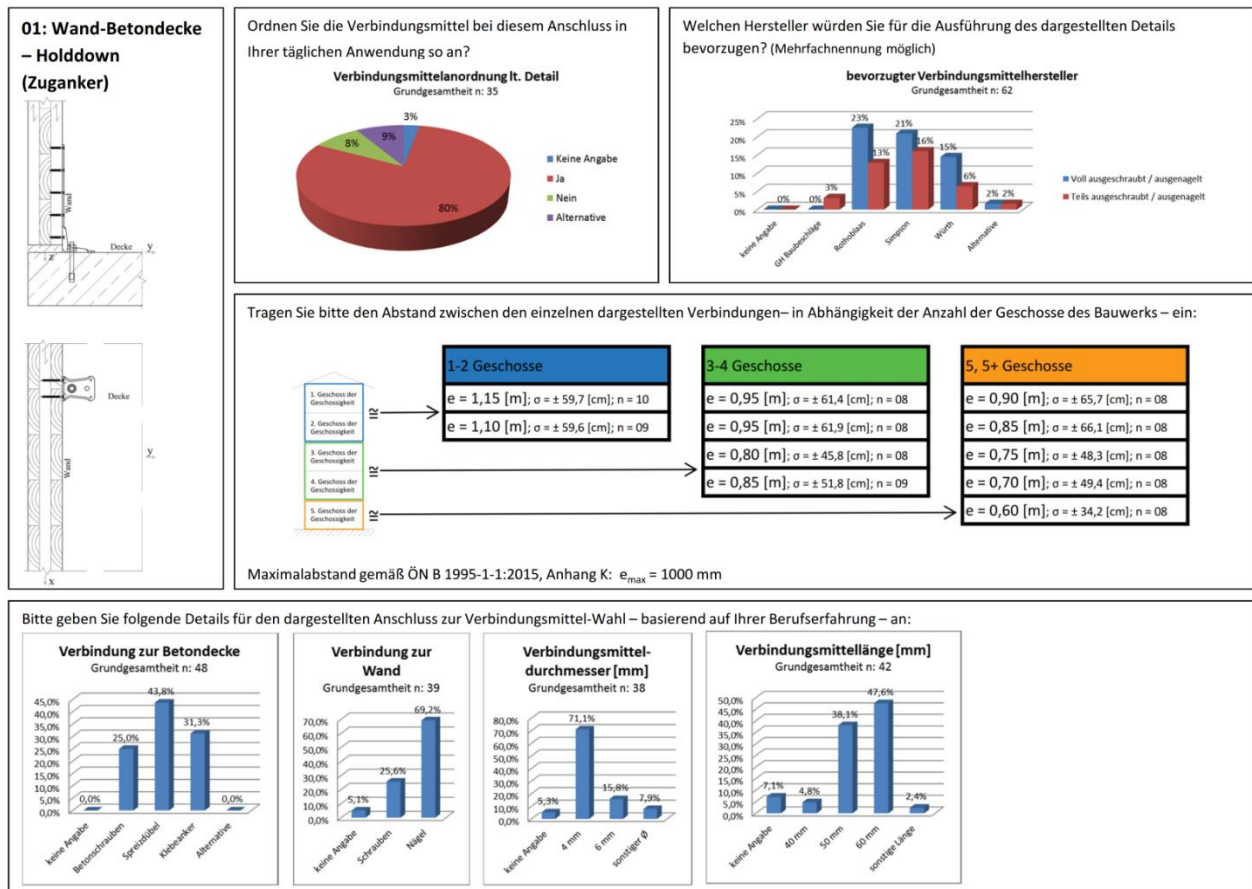 01: Wand-Betondecke
– Holddown
(Zuganker)
Wand
Decke
y
z
Decke
y
Wand
x
Ordnen Sie die Verbindungsmittel bei diesem Anschluss in
Ihrer täglichen Anwendung so an?
Verbindungsmittelanordnung lt. Detail
Grundgesamtheit n: 35
3%
9%
8%
80%
Keine Angabe
Ja
Nein
Alternative
Welchen Hersteller würden Sie für die Ausführung des dargestellten Details
bevorzugen? (Mehrfachnennung möglich)
bevorzugter Verbindungsmittelhersteller
Grundgesamtheit n: 62
25%
20%
15%
10%
5%
0%
0%
0%
3%
23%
13%
21%
16%
15%
6%
2%
2%
keine Angabe
GH Baubeschläge
Rothoblaas
Simpson
Würth
Alternative
Voll ausgeschraubt / ausgenagelt
Teils ausgeschraubt / ausgenagelt
Tragen Sie bitte den Abstand zwischen den einzelnen dargestellten Verbindungen– in Abhängigkeit der Anzahl der Geschosse des Bauwerks – ein:
1. Geschoss der
Geschossigkeit
2. Geschoss der
Geschossigkeit
3. Geschoss der
Geschossigkeit
4. Geschoss der
Geschossigkeit
5. Geschoss der
Geschossigkeit
1-2 Geschosse
e = 1,15 [m]; σ = ± 59,7 [cm]; n = 10
e = 1,10 [m]; σ = ± 59,6 [cm]; n = 09
3-4 Geschosse
e = 0,95 [m]; σ = ± 61,4 [cm]; n = 08
e = 0,95 [m]; σ = ± 61,9 [cm]; n = 08
e = 0,80 [m]; σ = ± 45,8 [cm]; n = 08
e = 0,85 [m]; σ = ± 51,8 [cm]; n = 09
5, 5+ Geschosse
e = 0,90 [m]; σ = ± 65,7 [cm]; n = 08
e = 0,85 [m]; σ = ± 66,1 [cm]; n = 08
e = 0,75 [m]; σ = ± 48,3 [cm]; n = 08
e = 0,70 [m]; σ = ± 49,4 [cm]; n = 08
e = 0,60 [m]; σ = ± 34,2 [cm]; n = 08
Maximalabstand gemäß ÖN B 1995-1-1:2015, Anhang K: emax = 1000 mm
Bitte geben Sie folgende Details für den dargestellten Anschluss zur Verbindungsmittel-Wahl – basierend auf Ihrer Berufserfahrung – an:
Verbindung zur Betondecke
Grundgesamtheit n: 48
45,0%
40,0%
35,0%
30,0%
25,0%
20,0%
15,0%
10,0%
5,0%
0,0%
0,0%
25,0%
43,8%
31,3%
0,0%
keine Angabe
Betonschrauben
Spreizdübel
Klebeanker
Alternative
Verbindung zur
Wand
Grundgesamtheit n: 39
70,0%
60,0%
50,0%
40,0%
30,0%
20,0%
10,0%
0,0%
5,1%
25,6%
69,2%
keine Angabe
Schrauben
Nägel
Verbindungsmittel-
durchmesser [mm]
Grundgesamtheit n: 38
80,0%
70,0%
60,0%
50,0%
40,0%
30,0%
20,0%
10,0%
0,0%
5,3%
71,1%
15,8%
7,9%
keine Angabe
4 mm
6 mm
sonstiger Ø
Verbindungsmittellänge [mm]
Grundgesamtheit n: 42
50,0%
45,0%
40,0%
35,0%
30,0%
25,0%
20,0%
15,0%
10,0%
5,0%
0,0%
7,1%
4,8%
38,1%
47,6%
2,4%
keine Angabe
40 mm
50 mm
60 mm
sonstige Länge